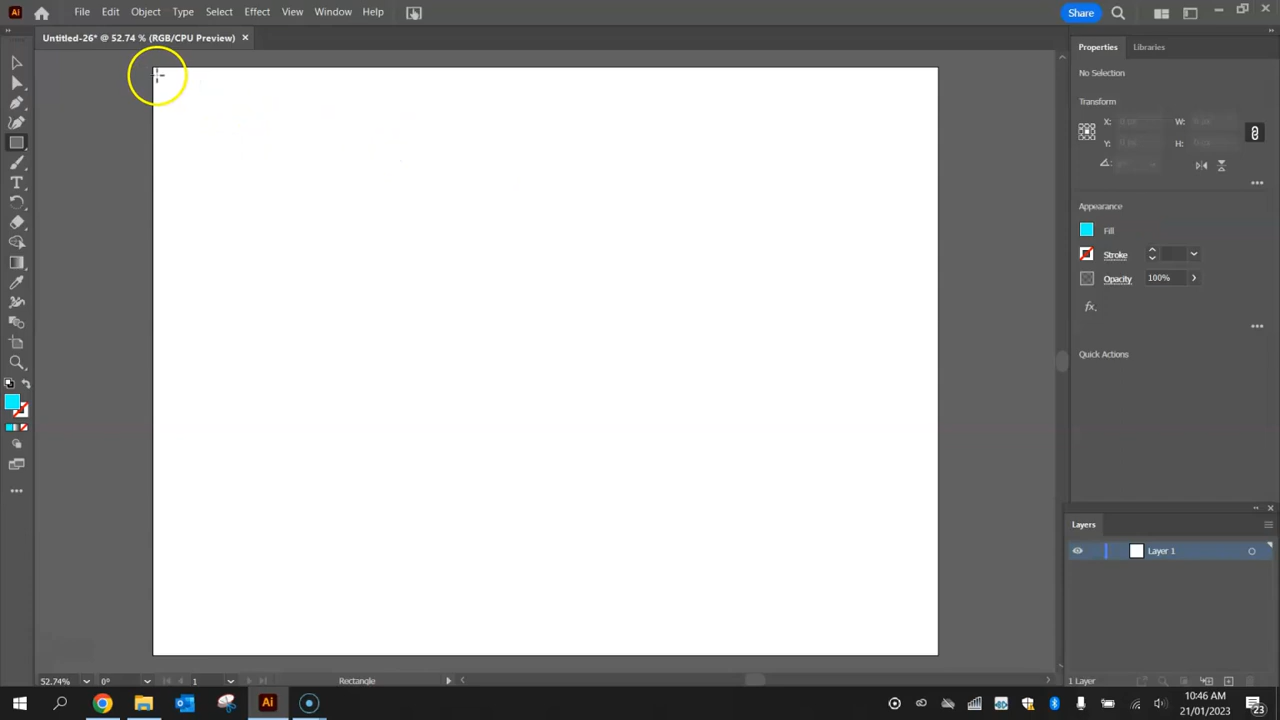 Ai File Edit Object Type Select Effect View Window Help Share
Untitled-26* @ 52.74 % (RGB/CPU Preview) ×
Properties Libraries
No Selection
Transform
X: W:
Y: H:
Appearance
Fill
Stroke
Opacity 100%
fx.
Quick Actions
Layers
Layer 1
52.74% 0° 1 Rectangle
1 Layer
Ai
10:46 AM
21/01/2023
23